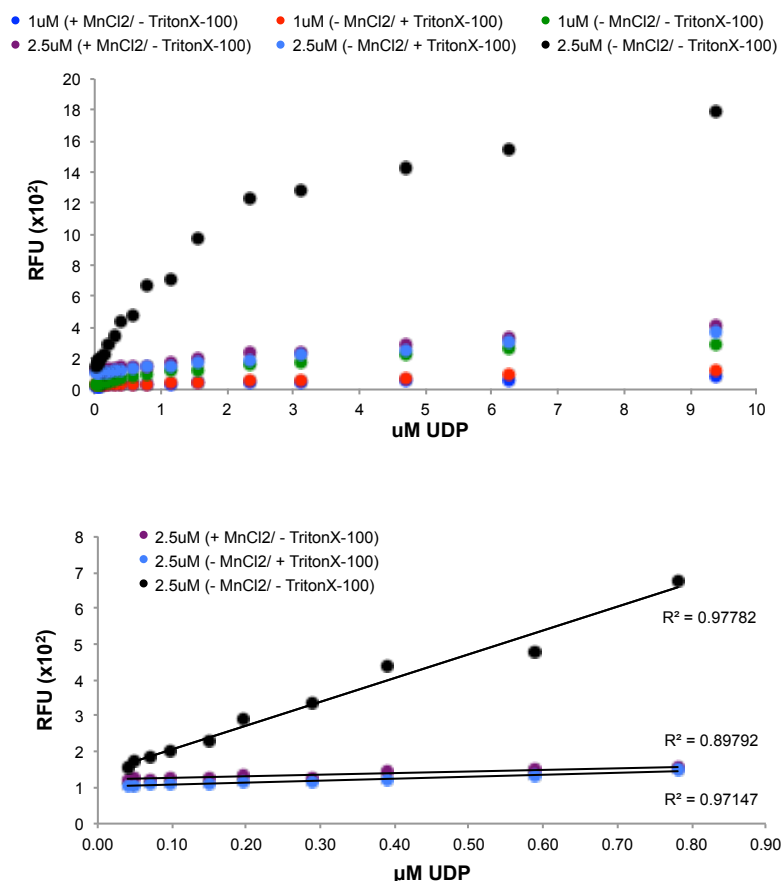 1uM (+ MnCl2/ - TritonX-100) 1uM (- MnCl2/ + TritonX-100) 1uM (- MnCl2/ - TritonX-100)
2.5uM (+ MnCl2/ - TritonX-100) 2.5uM (- MnCl2/ + TritonX-100) 2.5uM (- MnCl2/ - TritonX-100)
20
18
16
14
12
10
8
6
4
2
0
RFU (x10²)
0 1 2 3 4 5 6 7 8 9 10
uM UDP
8
7
6
5
4
3
2
1
0
RFU (x10²)
2.5uM (+ MnCl2/ - TritonX-100)
2.5uM (- MnCl2/ + TritonX-100)
2.5uM (- MnCl2/ - TritonX-100)
R² = 0.97782
R² = 0.89792
R² = 0.97147
0.00 0.10 0.20 0.30 0.40 0.50 0.60 0.70 0.80 0.90
µM UDP